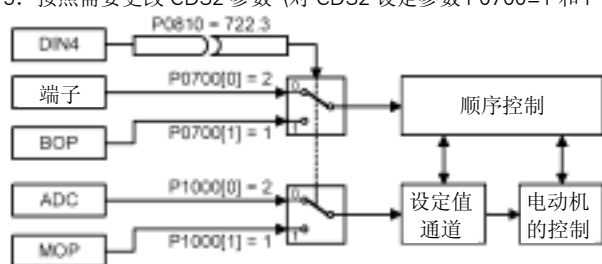 3. 按照需要更改 CDS2 参数 (对 CDS2 设定参数 P0700=1 和 P
DIN4
P0810 = 722.3
端子
P0700[0] = 2
0
顺序控制
BOP
P0700[1] = 1
1
ADC
P1000[0] = 2
0
设定值
通道
电动机
的控制
MOP
P1000[1] = 1
1